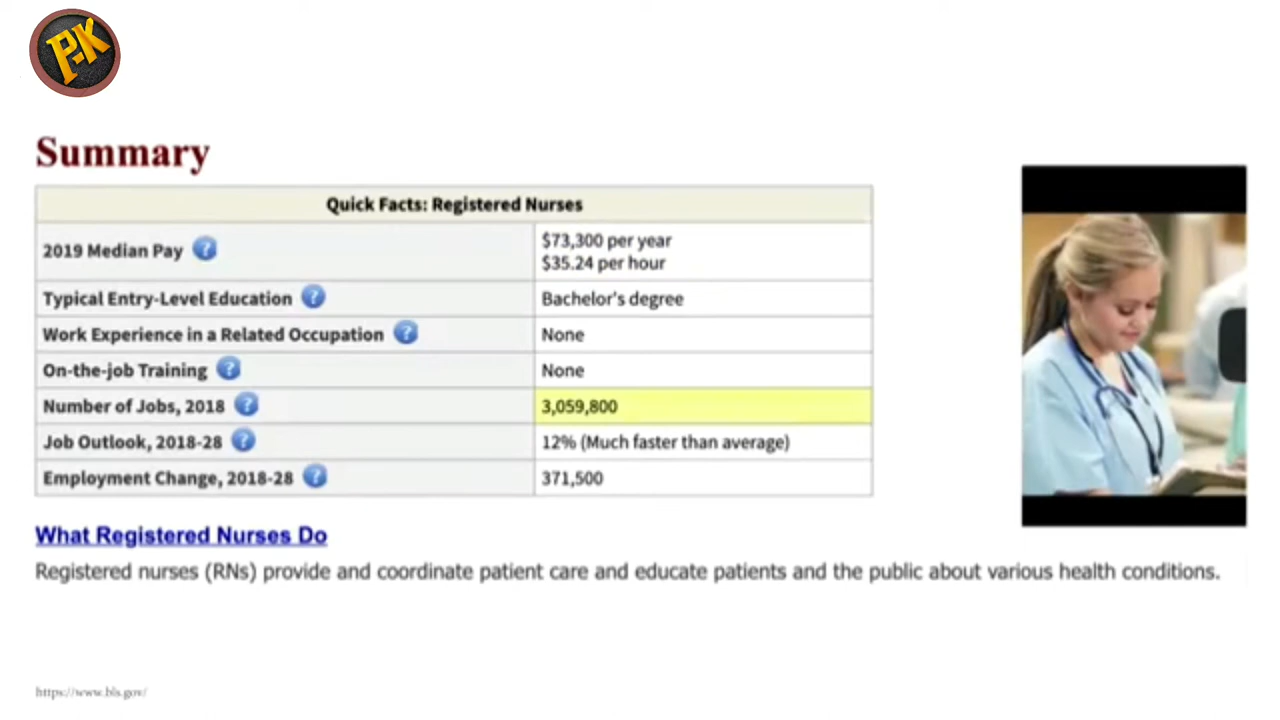 P-K
Summary
Quick Facts: Registered Nurses
2019 Median Pay ? $73,300 per year
$35.24 per hour
Typical Entry-Level Education ? Bachelor's degree
Work Experience in a Related Occupation ? None
On-the-job Training ? None
Number of Jobs, 2018 ? 3,059,800
Job Outlook, 2018-28 ? 12% (Much faster than average)
Employment Change, 2018-28 ? 371,500
What Registered Nurses Do
Registered nurses (RNs) provide and coordinate patient care and educate patients and the public about various health conditions.
https://www.bls.gov/